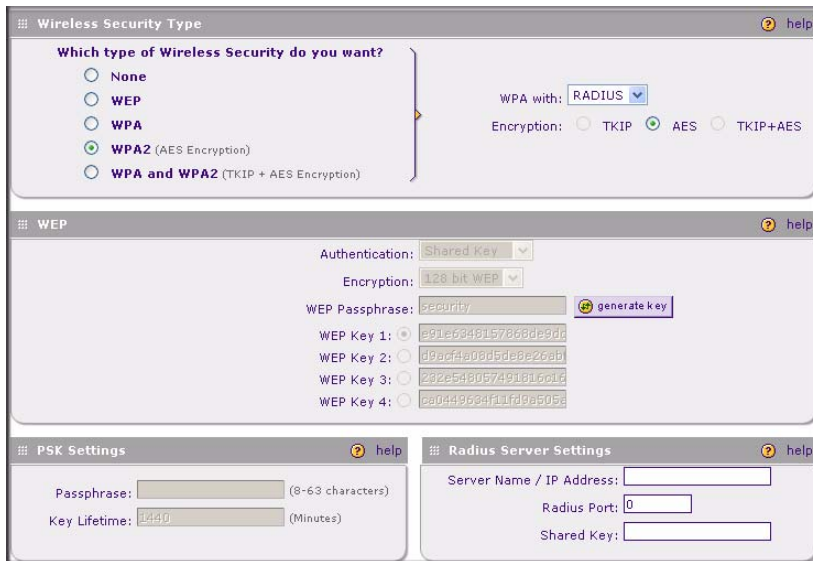 Wireless Security Type
help
Which type of Wireless Security do you want?
None
WEP
WPA
WPA2 (AES Encryption)
WPA and WPA2 (TKIP + AES Encryption)
WPA with: RADIUS
Encryption: TKIP AES TKIP+AES
WEP
help
Authentication: Shared Key
Encryption: 128 bit WEP
WEP Passphrase: security
generate key
WEP Key 1: e91e6348157868de9dc
WEP Key 2:
WEP Key 3: 232e548057491816c16
WEP Key 4: ca0449634f11fd9a505e
PSK Settings
help
Passphrase: (8-63 characters)
Key Lifetime: 1440 (Minutes)
Radius Server Settings
help
Server Name / IP Address:
Radius Port: 0
Shared Key: